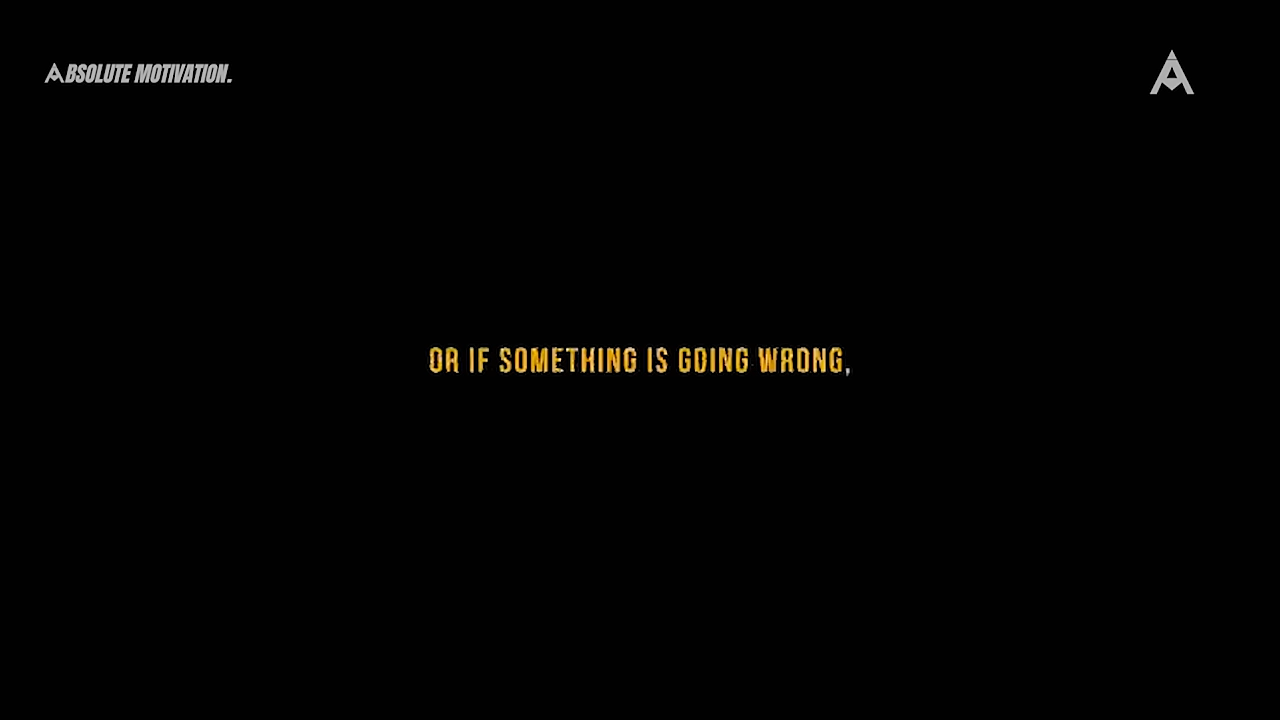 ABSOLUTE MOTIVATION.
OR IF SOMETHING IS GOING WRONG,